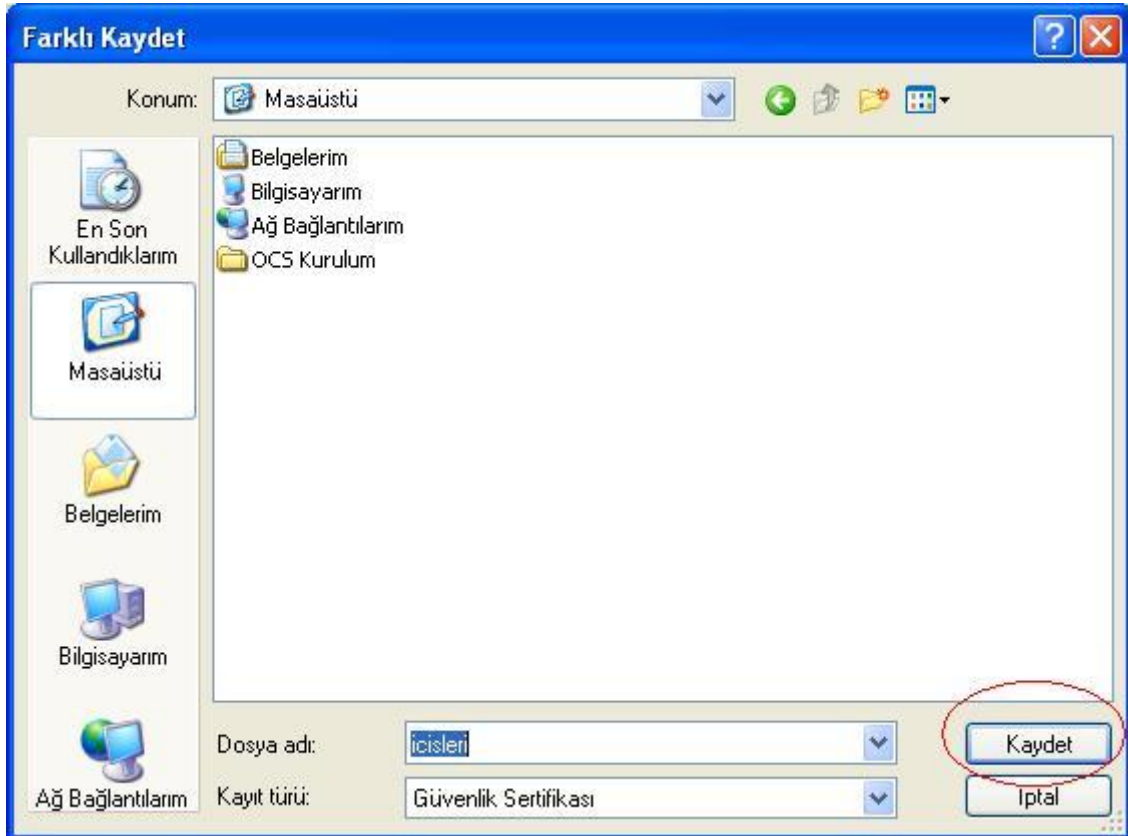 Farklı Kaydet
Konum:
Masaüstü
En Son
Kullandıklarım
Masaüstü
Belgelerim
Bilgisayarım
Ağ Bağlantılarım
Belgelerim
Bilgisayarım
Ağ Bağlantılarım
OCS Kurulum
Dosya adı:
icisleri
Kaydet
Kayıt türü:
Güvenlik Sertifikası
İptal